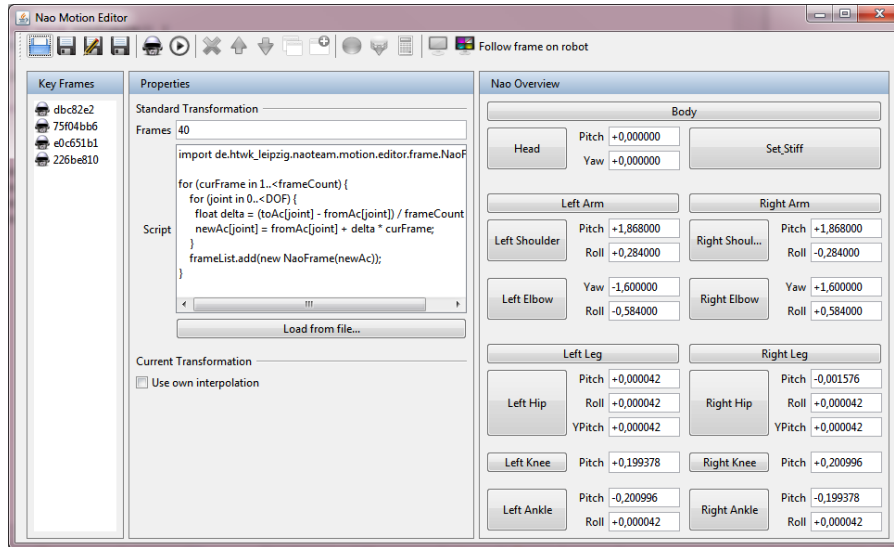 Nao Motion Editor
Follow frame on robot
Key Frames
dbc82e2
75f04bb6
e0c651b1
226be810
Properties
Standard Transformation
Frames 40
Script
import de.htwk_leipzig.naoteam.motion.editor.frame.NaoF
for (curFrame in 1..<frameCount) {
for (joint in 0..<DOF) {
float delta = (toAc[joint] - fromAc[joint]) / frameCount
newAc[joint] = fromAc[joint] + delta * curFrame;
}
frameList.add(new NaoFrame(newAc));
}
Load from file...
Current Transformation
Use own interpolation
Nao Overview
Body
Head
Pitch +0,000000
Yaw +0,000000
Set_Stiff
Left Arm
Left Shoulder
Pitch +1,868000
Roll +0,284000
Left Elbow
Yaw -1,600000
Roll -0,584000
Right Arm
Right Shoul...
Pitch +1,868000
Roll -0,284000
Right Elbow
Yaw +1,600000
Roll +0,584000
Left Leg
Left Hip
Pitch +0,000042
Roll +0,000042
YPitch +0,000042
Left Knee
Pitch +0,199378
Left Ankle
Pitch -0,200996
Roll +0,000042
Right Leg
Right Hip
Pitch -0,001576
Roll +0,000042
YPitch +0,000042
Right Knee
Pitch +0,200996
Right Ankle
Pitch -0,199378
Roll +0,000042